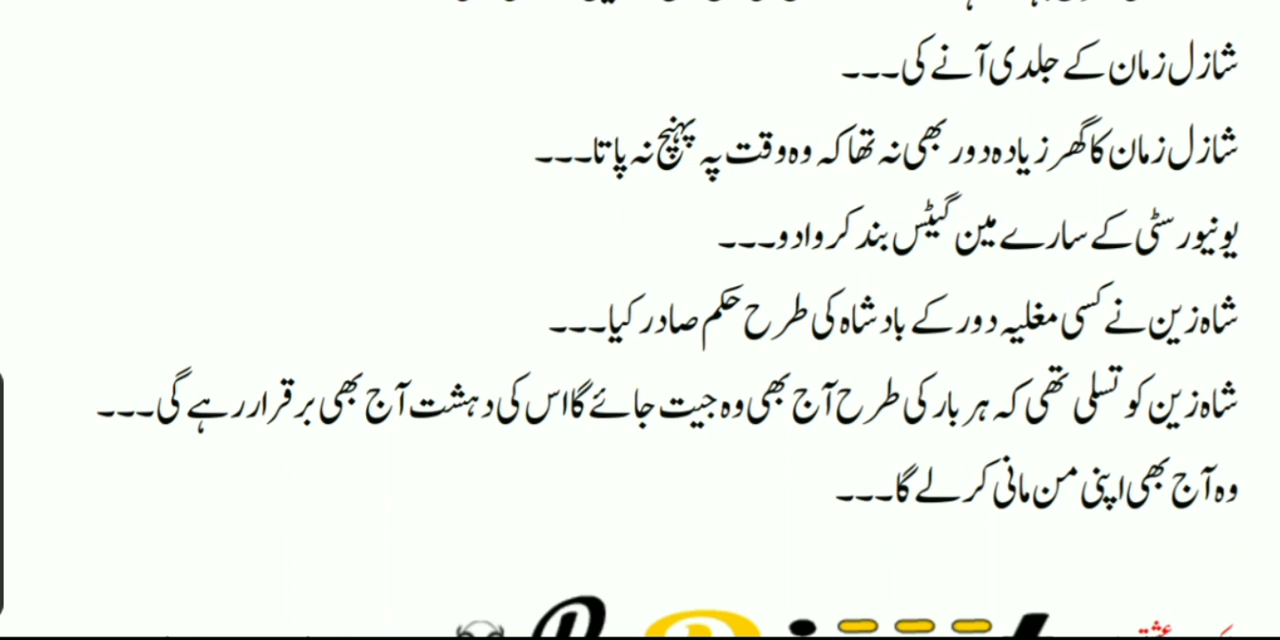 شازل زمان کے جلدی آنے کی۔۔۔
شازل زمان کا گھر زیادہ دور بھی نہ تھا کہ وہ وقت پہ پہنچ نہ پاتا۔۔۔
یونیورسٹی کے سارے مین گیٹس بند کروا دو۔۔۔
شاہ زین نے کسی مغلیہ دور کے بادشاہ کی طرح حکم صادر کیا۔۔۔
شاہ زین کو تسلی تھی کہ ہر بار کی طرح آج بھی وہ جیت جائے گا اس کی دہشت آج بھی برقرار رہے گی۔۔۔
وہ آج بھی اپنی من مانی کر لے گا۔۔۔